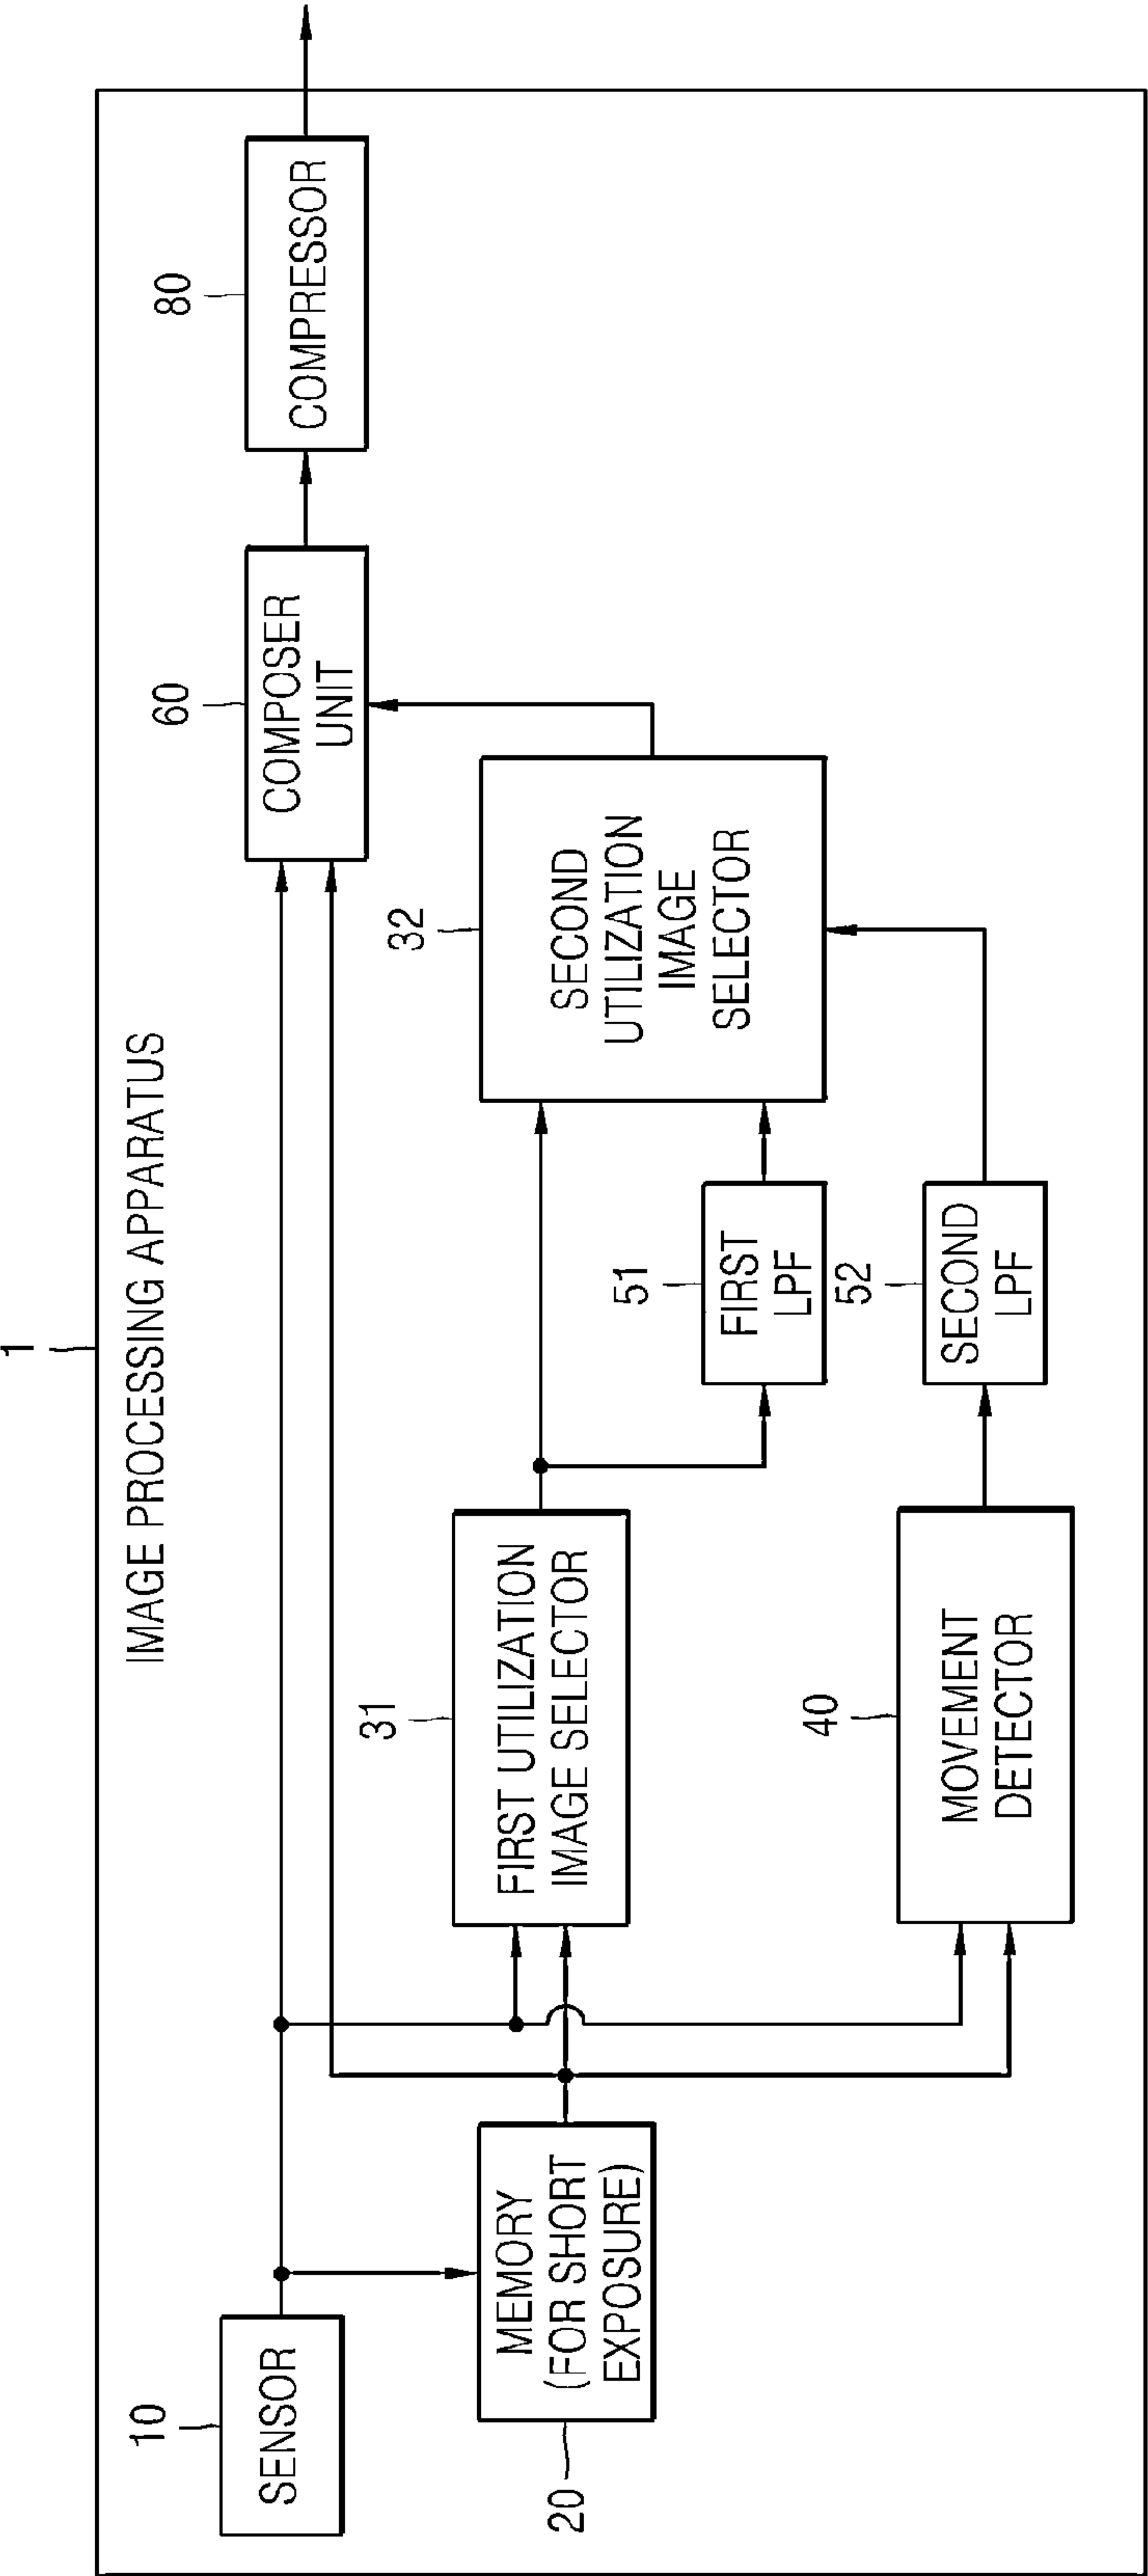 1
IMAGE PROCESSING APPARATUS
10
SENSOR
60
COMPOSER
UNIT
80
COMPRESSOR
20
MEMORY
(FOR SHORT
EXPOSURE)
31
FIRST UTILIZATION
IMAGE SELECTOR
32
SECOND
UTILIZATION
IMAGE
SELECTOR
51
FIRST
LPF
40
MOVEMENT
DETECTOR
52
SECOND
LPF